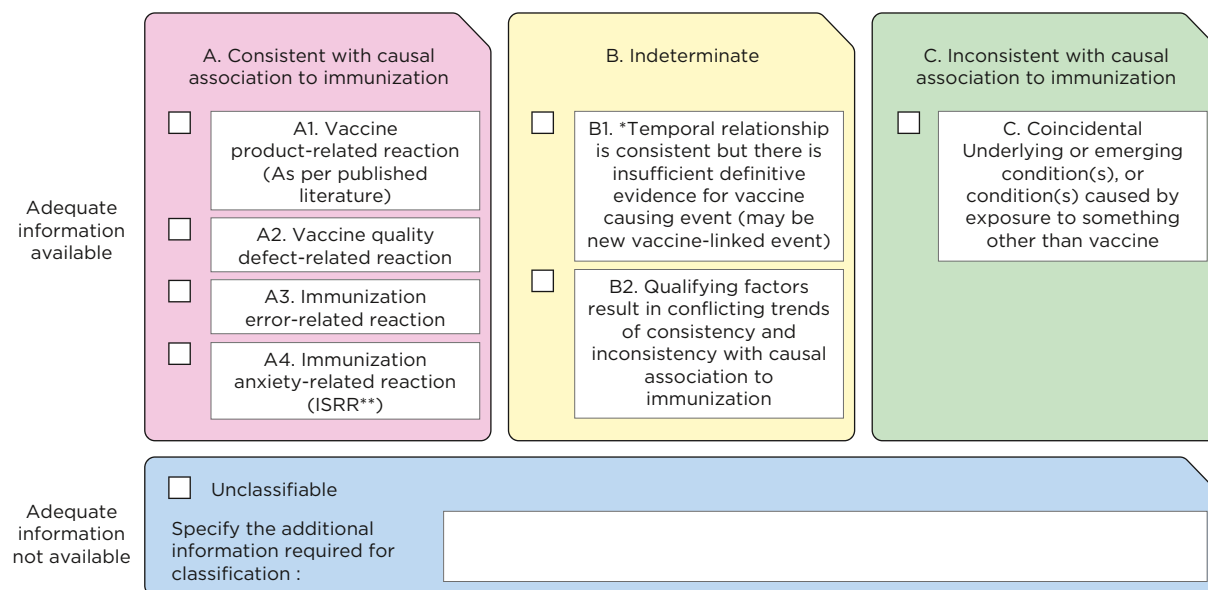 A. Consistent with causal
association to immunization
A1. Vaccine
product-related reaction
(As per published
literature)
A2. Vaccine quality
defect-related reaction
A3. Immunization
error-related reaction
A4. Immunization
anxiety-related reaction
(ISRR**)
B. Indeterminate
B1. *Temporal relationship
is consistent but there is
insufficient definitive
evidence for vaccine
causing event (may be
new vaccine-linked event)
B2. Qualifying factors
result in conflicting trends
of consistency and
inconsistency with causal
association to
immunization
C. Inconsistent with causal
association to immunization
C. Coincidental
Underlying or emerging
condition(s), or
condition(s) caused by
exposure to something
other than vaccine
Adequate
information
available
Adequate
information
not available
Unclassifiable
Specify the additional
information required for
classification :